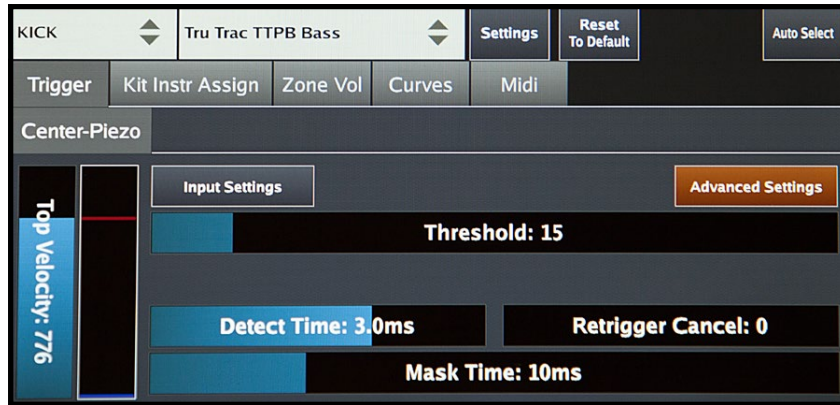 KICK
Tru Trac TTPB Bass
Settings
Reset
To Default
Auto Select
Trigger
Kit Instr Assign
Zone Vol
Curves
Midi
Center-Piezo
Top Velocity: 776
Input Settings
Advanced Settings
Threshold: 15
Detect Time: 3.0ms
Retrigger Cancel: 0
Mask Time: 10ms